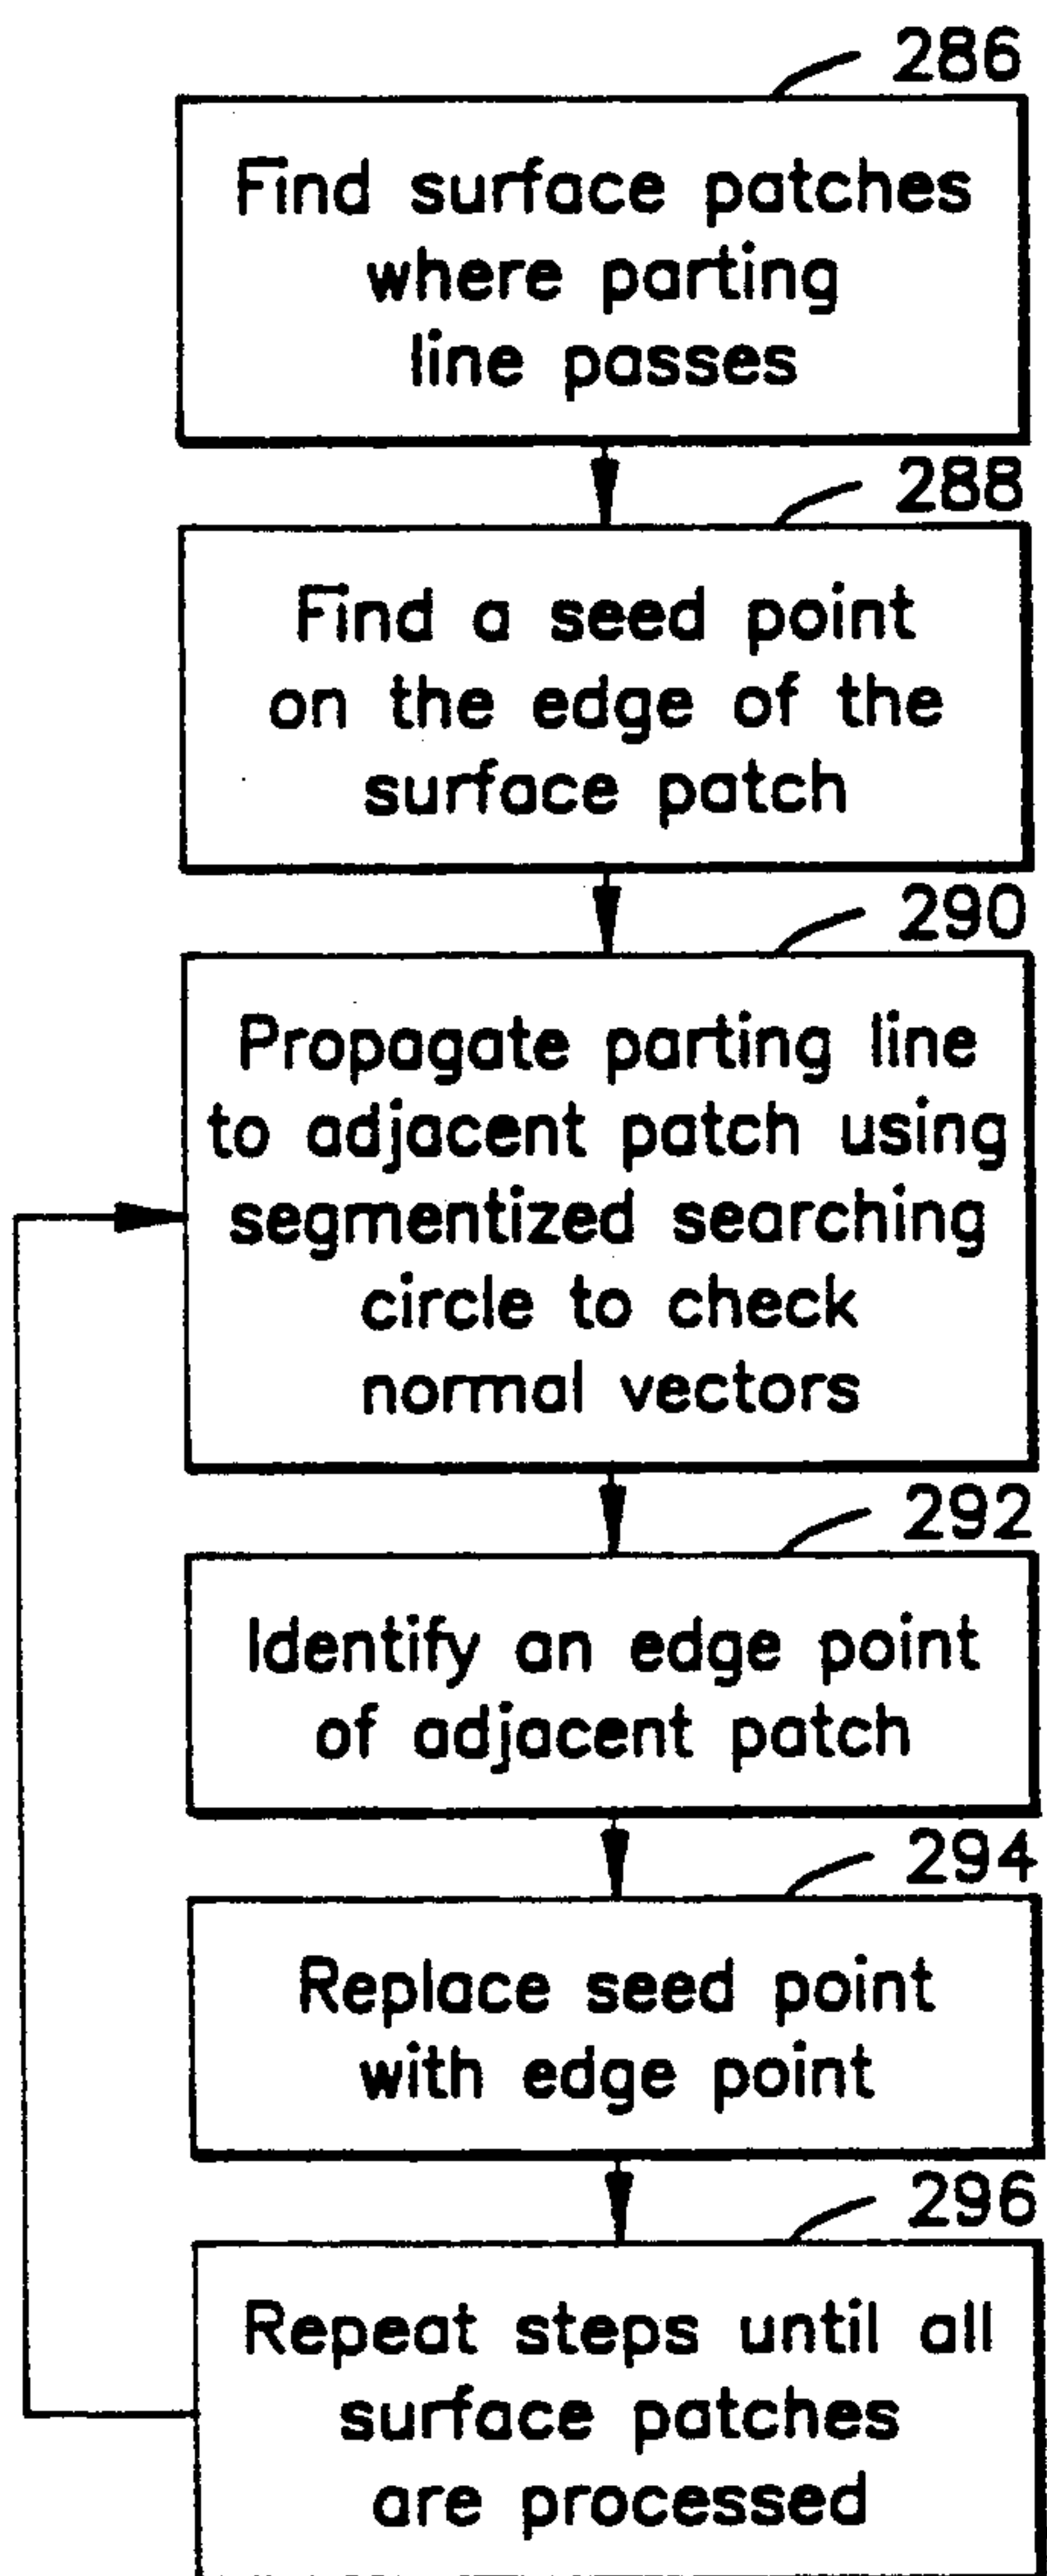 286
Find surface patches
where parting
line passes
288
Find a seed point
on the edge of the
surface patch
290
Propagate parting line
to adjacent patch using
segmentized searching
circle to check
normal vectors
292
Identify an edge point
of adjacent patch
294
Replace seed point
with edge point
296
Repeat steps until all
surface patches
are processed